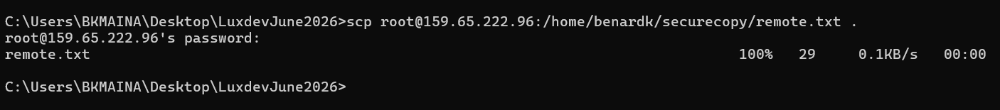 C:\Users\BKMAINA\Desktop\LuxdevJune2026>scp root@159.65.222.96:/home/benardk/securecopy/remote.txt .
root@159.65.222.96's password:
remote.txt 100% 29 0.1KB/s 00:00
C:\Users\BKMAINA\Desktop\LuxdevJune2026>